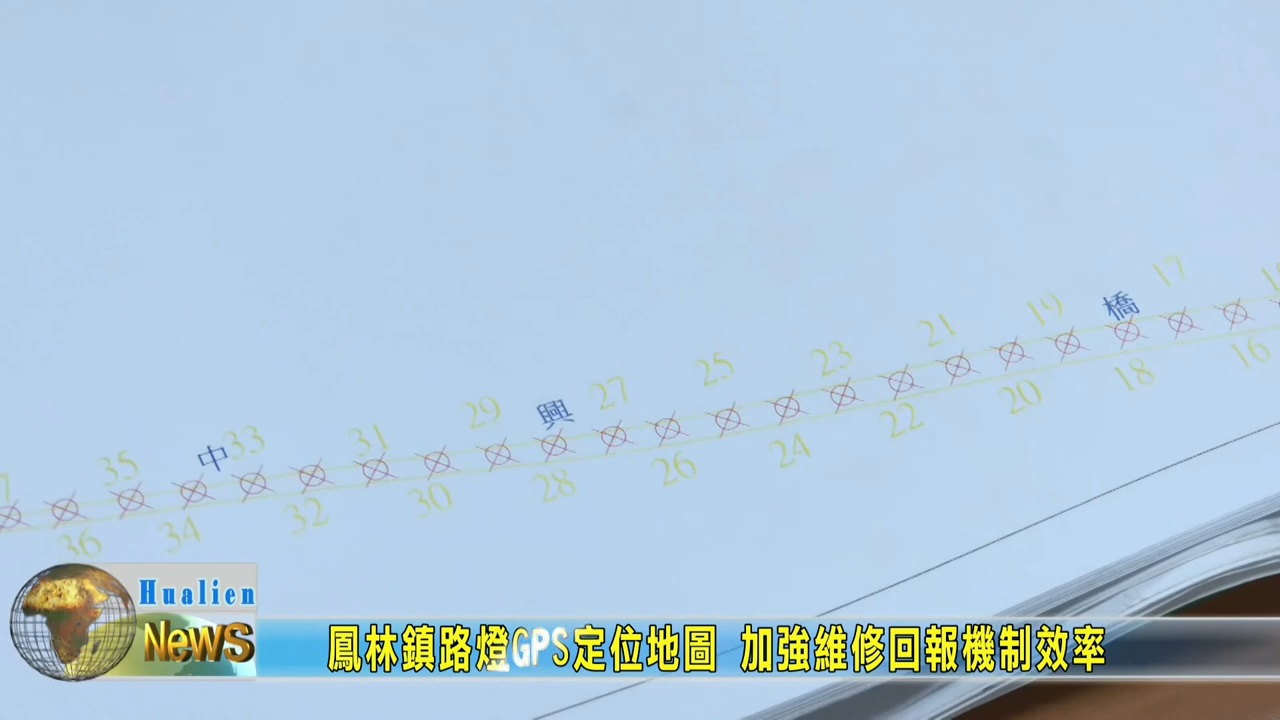 中 興 橋
35 33 31 29 27 25 23 21 19 17
36 34 32 30 28 26 24 22 20 18 16
Hualien
News
鳳林鎮路燈GPS定位地圖 加強維修回報機制效率